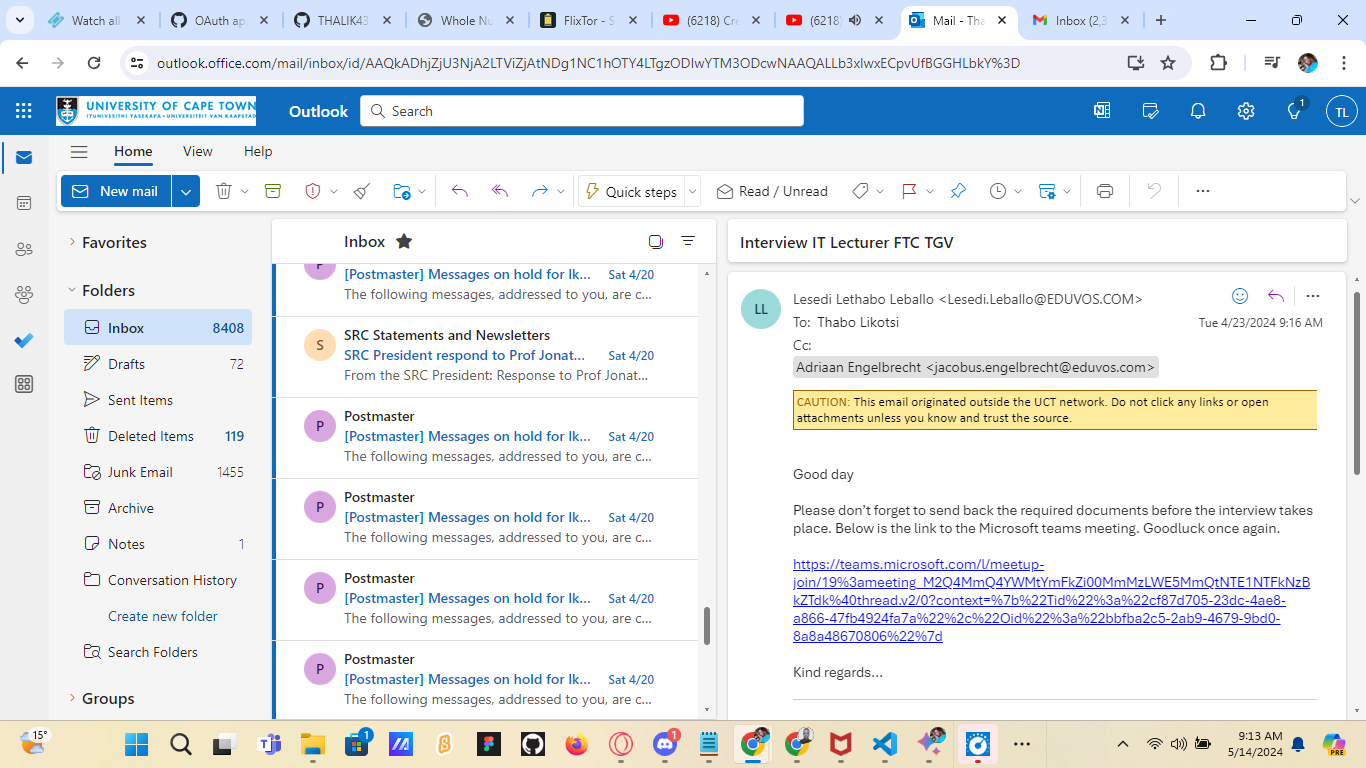 Watch all
OAuth ap
THALIK43
Whole Nu
FlixTor - S
(6218) Cre
(6218)
Mail - Tha
Inbox (2,3
outlook.office.com/mail/inbox/id/AAQkADhjZjU3NjA2LTViZjAtNDg1NC1hOTY4LTgzODIwYTM3ODcwNAAQALLb3xIwxECpvUfBGGHLbkY%3D
UNIVERSITY OF CAPE TOWN
IYUNIVESITHI YASEKAPA • UNIVERSITEIT VAN KAAPSTAD
Outlook
Search
1
TL
Home
View
Help
New mail
Quick steps
Read / Unread
Favorites
Folders
Inbox 8408
Drafts 72
Sent Items
Deleted Items 119
Junk Email 1455
Archive
Notes 1
Conversation History
Create new folder
Search Folders
Groups
Inbox
P
[Postmaster] Messages on hold for Ik... Sat 4/20
The following messages, addressed to you, are c...
S
SRC Statements and Newsletters
SRC President respond to Prof Jonat... Sat 4/20
From the SRC President: Response to Prof Jonat...
P
Postmaster
[Postmaster] Messages on hold for Ik... Sat 4/20
The following messages, addressed to you, are c...
P
Postmaster
[Postmaster] Messages on hold for Ik... Sat 4/20
The following messages, addressed to you, are c...
P
Postmaster
[Postmaster] Messages on hold for Ik... Sat 4/20
The following messages, addressed to you, are c...
P
Postmaster
[Postmaster] Messages on hold for Ik... Sat 4/20
The following messages, addressed to you, are c...
Interview IT Lecturer FTC TGV
LL
Lesedi Lethabo Leballo <Lesedi.Leballo@EDUVOS.COM>
To: Thabo Likotsi
Tue 4/23/2024 9:16 AM
Cc:
Adriaan Engelbrecht <jacobus.engelbrecht@eduvos.com>
CAUTION: This email originated outside the UCT network. Do not click any links or open
attachments unless you know and trust the source.
Good day
Please don't forget to send back the required documents before the interview takes
place. Below is the link to the Microsoft teams meeting. Goodluck once again.
https://teams.microsoft.com/l/meetup-
join/19%3ameeting_M2Q4MmQ4YWMtYmFkZi00MmMzLWE5MmQtNTE1NTFkNzB
kZTdk%40thread.v2/0?context=%7b%22Tid%22%3a%22cf87d705-23dc-4ae8-
a866-47fb4924fa7a%22%2c%22Oid%22%3a%22bbfba2c5-2ab9-4679-9bd0-
8a8a48670806%22%7d
Kind regards...
15°
1
1
9:13 AM
5/14/2024
PRE